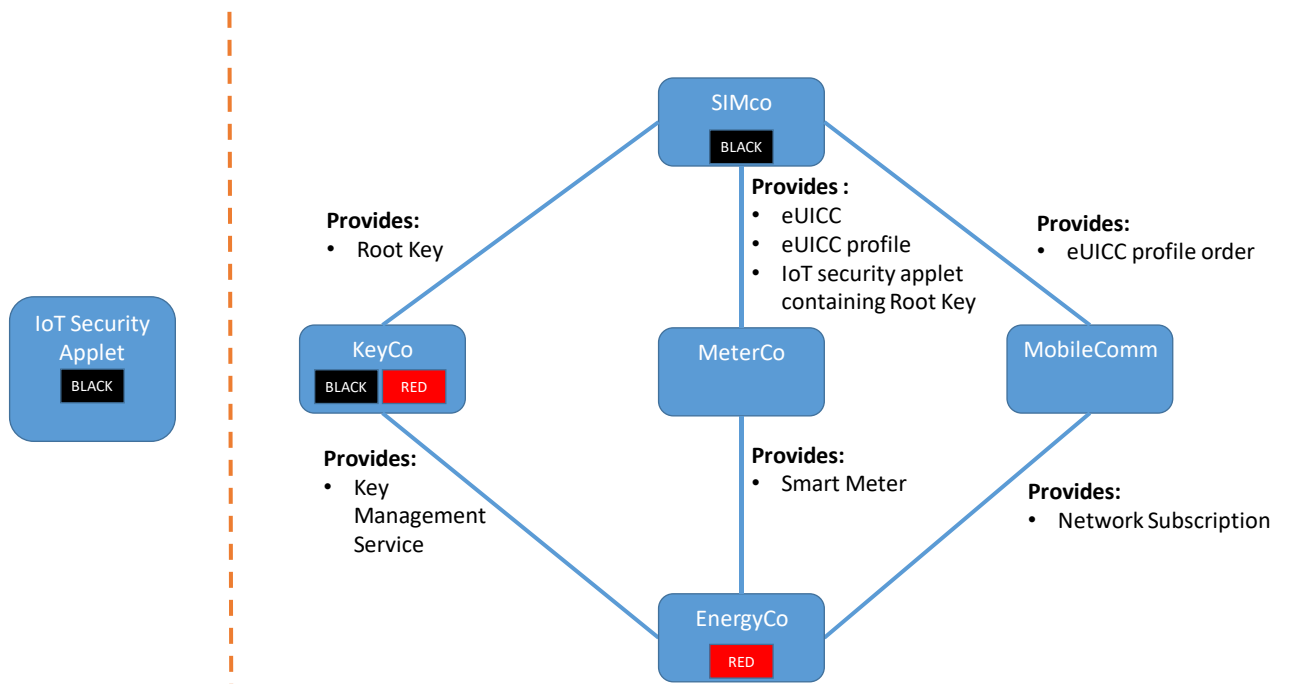 SIMco
BLACK
Provides:
• Root Key
Provides :
• eUICC
• eUICC profile
• IoT security applet
containing Root Key
Provides:
• eUICC profile order
IoT Security
Applet
BLACK
KeyCo
BLACK
RED
MeterCo
MobileComm
Provides:
• Key
Management
Service
Provides:
• Smart Meter
Provides:
• Network Subscription
EnergyCo
RED